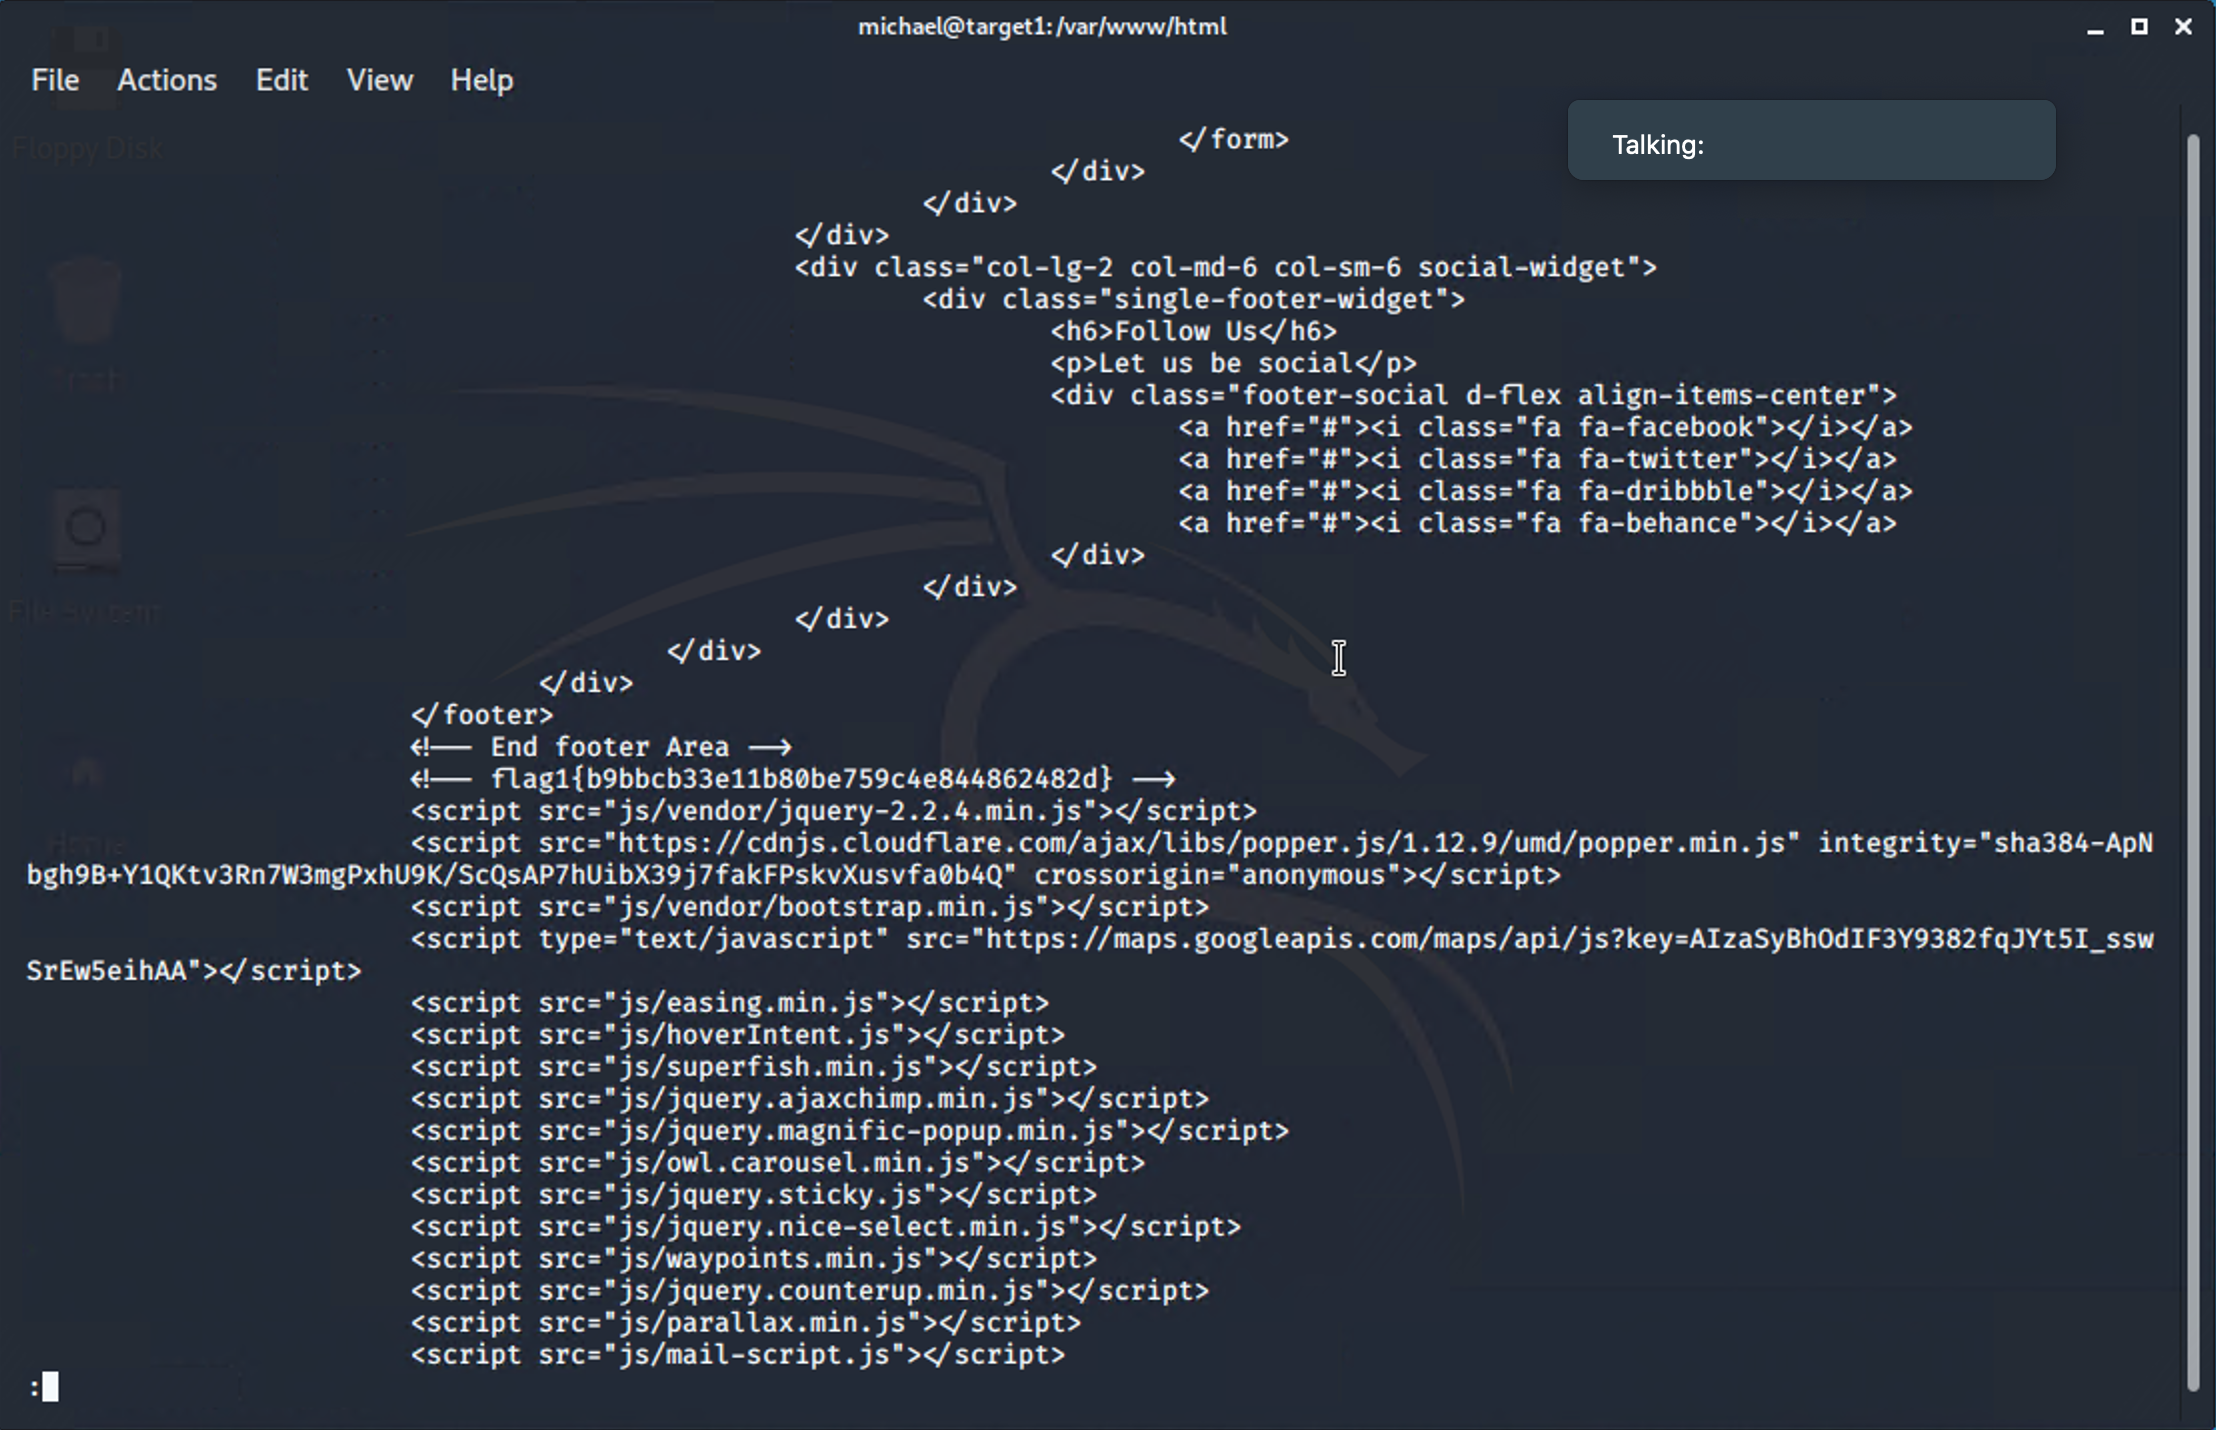 michael@target1:/var/www/html
File Actions Edit View Help
Floppy Disk
Talking:
</form>
</div>
</div>
</div>
<div class="col-lg-2 col-md-6 col-sm-6 social-widget">
<div class="single-footer-widget">
<h6>Follow Us</h6>
<p>Let us be social</p>
<div class="footer-social d-flex align-items-center">
<a href="#"><i class="fa fa-facebook"></i></a>
<a href="#"><i class="fa fa-twitter"></i></a>
<a href="#"><i class="fa fa-dribbble"></i></a>
<a href="#"><i class="fa fa-behance"></i></a>
</div>
</div>
</div>
</div>
</div>
</footer>
<!-- End footer Area -->
<!-- flag1{b9bbcb33e11b80be759c4e844862482d} -->
<script src="js/vendor/jquery-2.2.4.min.js"></script>
<script src="https://cdnjs.cloudflare.com/ajax/libs/popper.js/1.12.9/umd/popper.min.js" integrity="sha384-ApN
bgh9B+Y1QKtv3Rn7W3mgPxhU9K/ScQsAP7hUibX39j7fakFPskvXusvfa0b4Q" crossorigin="anonymous"></script>
<script src="js/vendor/bootstrap.min.js"></script>
<script type="text/javascript" src="https://maps.googleapis.com/maps/api/js?key=AIzaSyBhOdIF3Y9382fqJYt5I_ssw
SrEw5eihAA"></script>
<script src="js/easing.min.js"></script>
<script src="js/hoverIntent.js"></script>
<script src="js/superfish.min.js"></script>
<script src="js/jquery.ajaxchimp.min.js"></script>
<script src="js/jquery.magnific-popup.min.js"></script>
<script src="js/owl.carousel.min.js"></script>
<script src="js/jquery.sticky.js"></script>
<script src="js/jquery.nice-select.min.js"></script>
<script src="js/waypoints.min.js"></script>
<script src="js/jquery.counterup.min.js"></script>
<script src="js/parallax.min.js"></script>
<script src="js/mail-script.js"></script>
:
Trash
File System
Home